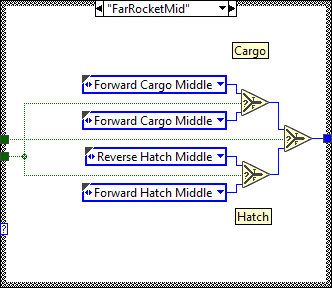 "FarRocketMid"
Cargo
Forward Cargo Middle
Forward Cargo Middle
Reverse Hatch Middle
Forward Hatch Middle
Hatch
?
T
F
?
T
F
?
T
F
?